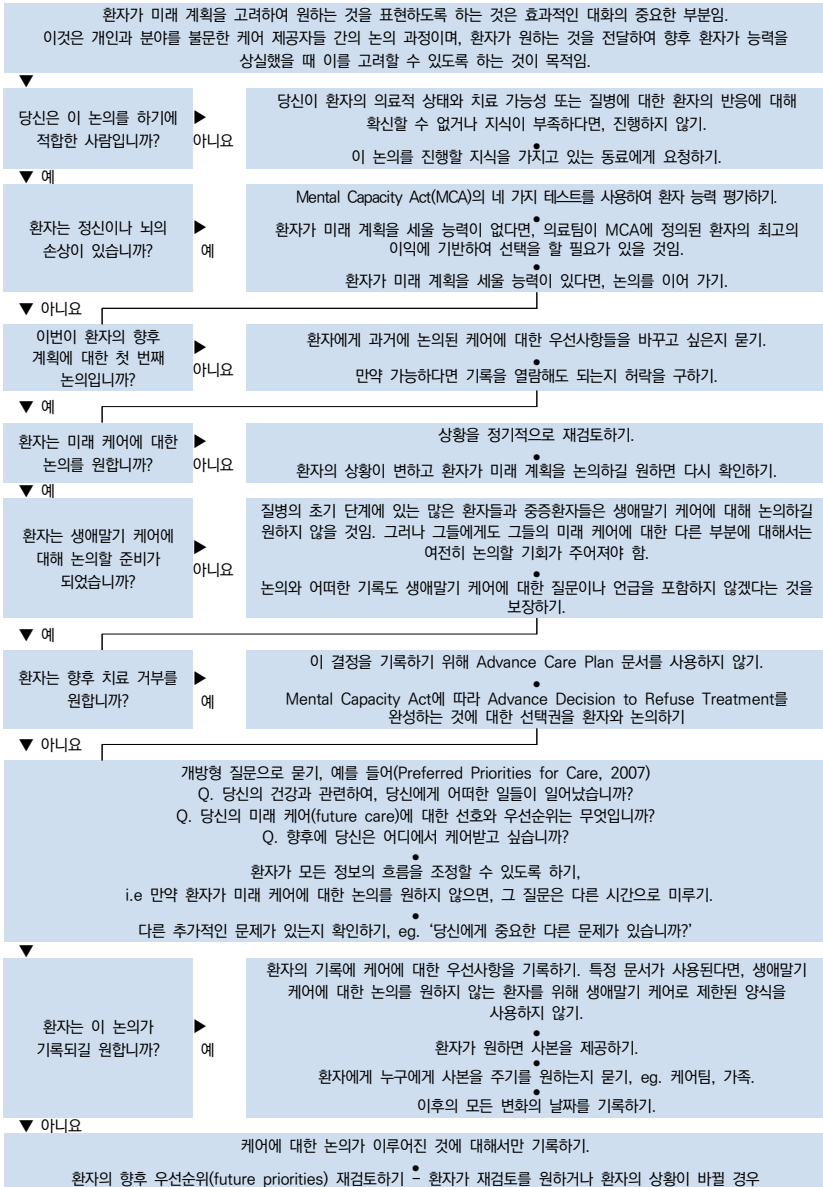 환자가 미래 계획을 고려하여 원하는 것을 표현하도록 하는 것은 효과적인 대화의 중요한 부분임.
이것은 개인과 분야를 불문한 케어 제공자들 간의 논의 과정이며, 환자가 원하는 것을 전달하여 향후 환자가 능력을
상실했을 때 이를 고려할 수 있도록 하는 것이 목적임.
▼
당신은 이 논의를 하기에
적합한 사람입니까?
▶
아니요
당신이 환자의 의료적 상태와 치료 가능성 또는 질병에 대한 환자의 반응에 대해
확신할 수 없거나 지식이 부족하다면, 진행하지 않기.
•
이 논의를 진행할 지식을 가지고 있는 동료에게 요청하기.
▼ 예
환자는 정신이나 뇌의
손상이 있습니까?
▶
예
Mental Capacity Act(MCA)의 네 가지 테스트를 사용하여 환자 능력 평가하기.
•
환자가 미래 계획을 세울 능력이 없다면, 의료팀이 MCA에 정의된 환자의 최고의
이익에 기반하여 선택을 할 필요가 있을 것임.
•
환자가 미래 계획을 세울 능력이 있다면, 논의를 이어 가기.
▼ 아니요
이번이 환자의 향후
계획에 대한 첫 번째
논의입니까?
▶
아니요
환자에게 과거에 논의된 케어에 대한 우선사항들을 바꾸고 싶은지 묻기.
•
만약 가능하다면 기록을 열람해도 되는지 허락을 구하기.
▼ 예
환자는 미래 케어에 대한
논의를 원합니까?
▶
아니요
상황을 정기적으로 재검토하기.
•
환자의 상황이 변하고 환자가 미래 계획을 논의하길 원하면 다시 확인하기.
▼ 예
환자는 생애말기 케어에
대해 논의할 준비가
되었습니까?
▶
아니요
질병의 초기 단계에 있는 많은 환자들과 중증환자들은 생애말기 케어에 대해 논의하길
원하지 않을 것임. 그러나 그들에게도 그들의 미래 케어에 대한 다른 부분에 대해서는
여전히 논의할 기회가 주어져야 함.
•
논의와 어떠한 기록도 생애말기 케어에 대한 질문이나 언급을 포함하지 않겠다는 것을
보장하기.
▼ 예
환자는 향후 치료 거부를
원합니까?
▶
예
이 결정을 기록하기 위해 Advance Care Plan 문서를 사용하지 않기.
•
Mental Capacity Act에 따라 Advance Decision to Refuse Treatment를
완성하는 것에 대한 선택권을 환자와 논의하기
▼ 아니요
개방형 질문으로 묻기, 예를 들어(Preferred Priorities for Care, 2007)
Q. 당신의 건강과 관련하여, 당신에게 어떠한 일들이 일어났습니까?
Q. 당신의 미래 케어(future care)에 대한 선호와 우선순위는 무엇입니까?
Q. 향후에 당신은 어디에서 케어받고 싶습니까?
•
환자가 모든 정보의 흐름을 조정할 수 있도록 하기,
i.e 만약 환자가 미래 케어에 대한 논의를 원하지 않으면, 그 질문은 다른 시간으로 미루기.
•
다른 추가적인 문제가 있는지 확인하기, eg. ‘당신에게 중요한 다른 문제가 있습니까?’
▼
환자는 이 논의가
기록되길 원합니까?
▶
예
환자의 기록에 케어에 대한 우선사항을 기록하기. 특정 문서가 사용된다면, 생애말기
케어에 대한 논의를 원하지 않는 환자를 위해 생애말기 케어로 제한된 양식을
사용하지 않기.
•
환자가 원하면 사본을 제공하기.
•
환자에게 누구에게 사본을 주기를 원하는지 묻기, eg. 케어팀, 가족.
•
이후의 모든 변화의 날짜를 기록하기.
▼ 아니요
케어에 대한 논의가 이루어진 것에 대해서만 기록하기.
•
환자의 향후 우선순위(future priorities) 재검토하기 - 환자가 재검토를 원하거나 환자의 상황이 바뀔 경우